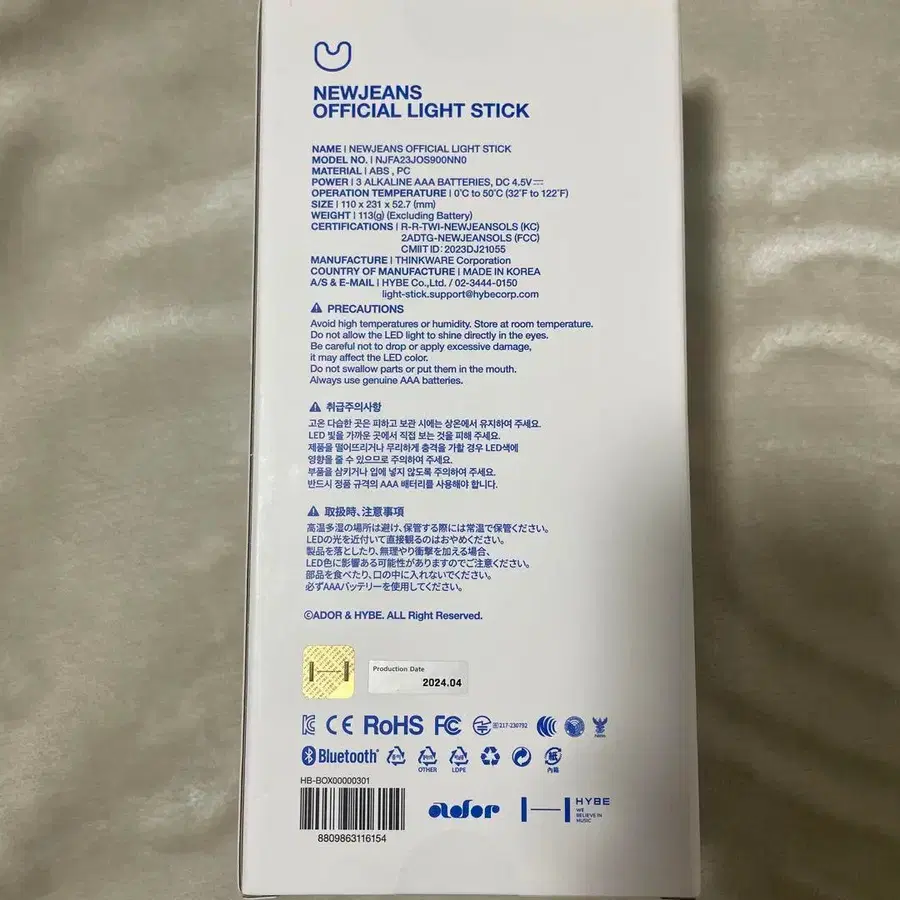 NEWJEANS
OFFICIAL LIGHT STICK
NAME | NEWJEANS OFFICIAL LIGHT STICK
MODEL NO. | NJFA23JOS900NN0
MATERIAL | ABS , PC
POWER | 3 ALKALINE AAA BATTERIES, DC 4.5V⎓
OPERATION TEMPERATURE | 0℃ to 50℃ (32℉ to 122℉)
SIZE | 110 x 231 x 52.7 (mm)
WEIGHT | 113(g) (Excluding Battery)
CERTIFICATIONS | R-R-TWI-NEWJEANSOLS (KC)
2ADTG-NEWJEANSOLS (FCC)
CMIIT ID: 2023DJ21055
MANUFACTURE | THINKWARE Corporation
COUNTRY OF MANUFACTURE | MADE IN KOREA
A/S & E-MAIL | HYBE Co.,Ltd. / 02-3444-0150
light-stick.support@hybecorp.com
⚠ PRECAUTIONS
Avoid high temperatures or humidity. Store at room temperature.
Do not allow the LED light to shine directly in the eyes.
Be careful not to drop or apply excessive damage,
it may affect the LED color.
Do not swallow parts or put them in the mouth.
Always use genuine AAA batteries.
⚠ 취급주의사항
고온 다습한 곳은 피하고 보관 시에는 상온에서 유지하여 주세요.
LED 빛을 가까운 곳에서 직접 보는 것을 피해 주세요.
제품을 떨어뜨리거나 무리하게 충격을 가할 경우 LED색에
영향을 줄 수 있으므로 주의하여 주세요.
부품을 삼키거나 입에 넣지 않도록 주의하여 주세요.
반드시 정품 규격의 AAA 배터리를 사용해야 합니다.
⚠ 取扱時、注意事項
高温多湿の場所は避け、保管する際には常温で保管ください。
LEDの光を近付いて直接観るのはおやめください。
製品を落としたり、無理やり衝撃を加える場合、
LED色に影響ある可能性がありますのでご注意ください。
部品を食べたり、口の中に入れないでください。
必ずAAAバッテリーを使用してください。
©ADOR & HYBE. ALL Right Reserved.
Production Date
2024.04
CE RoHS FC 217-230792
Bluetooth
OTHER LDPE 紙
內箱
HB-BOX00000301
8809863116154
ador HYBE
WE
BELIEVE IN
MUSIC